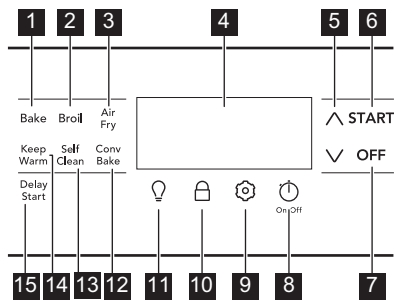 1 2 3 4 5 6
Bake Broil Air Fry START
Keep Warm Self Clean Conv Bake OFF
Delay Start
On Off
15 14 13 12 11 10 9 8 7